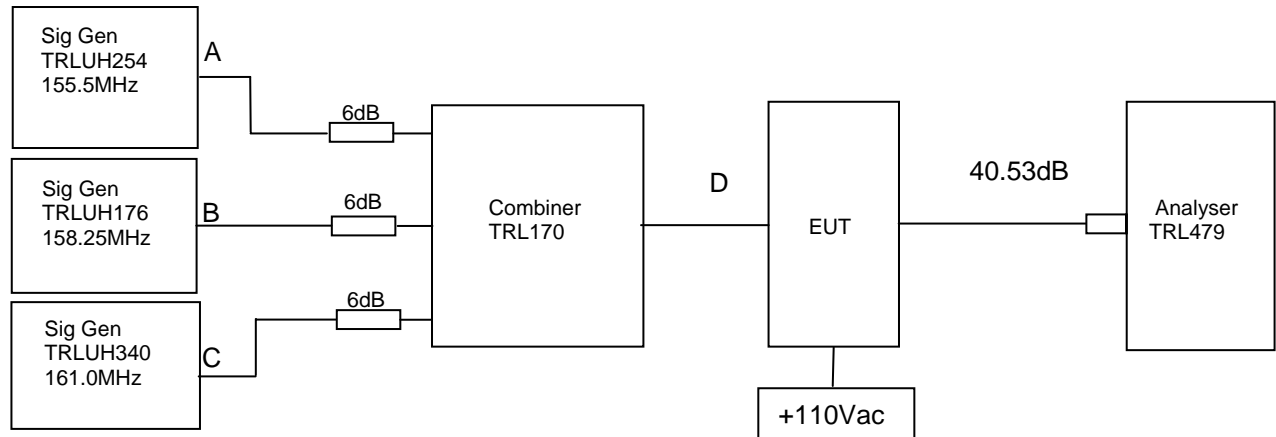 Sig Gen
TRLUH254
155.5MHz
A
6dB
Sig Gen
TRLUH176
158.25MHz
B
6dB
Sig Gen
TRLUH340
161.0MHz
C
6dB
Combiner
TRL170
D
EUT
+110Vac
40.53dB
Analyser
TRL479